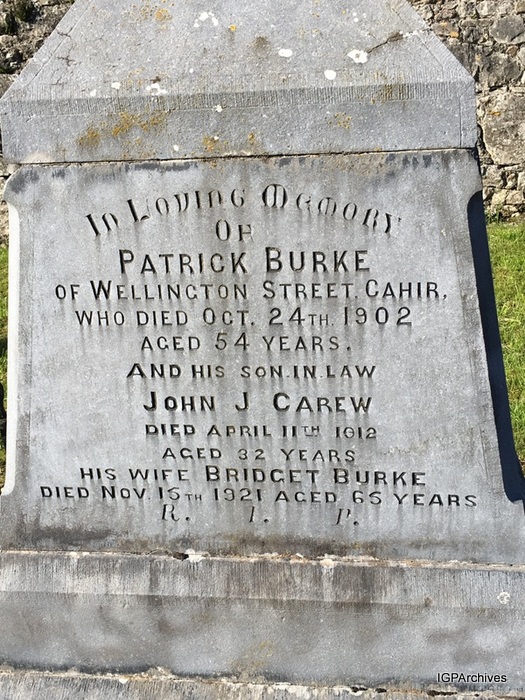 In Loving Memory
Of
Patrick Burke
of Wellington Street, Cahir,
who died Oct. 24th 1902
aged 54 years.
and his son.in.law
John J Carew
died April 11th 1912
aged 32 years
his wife Bridget Burke
died Nov. 15th 1921 aged 65 years
R. I. P.
IGPArchives